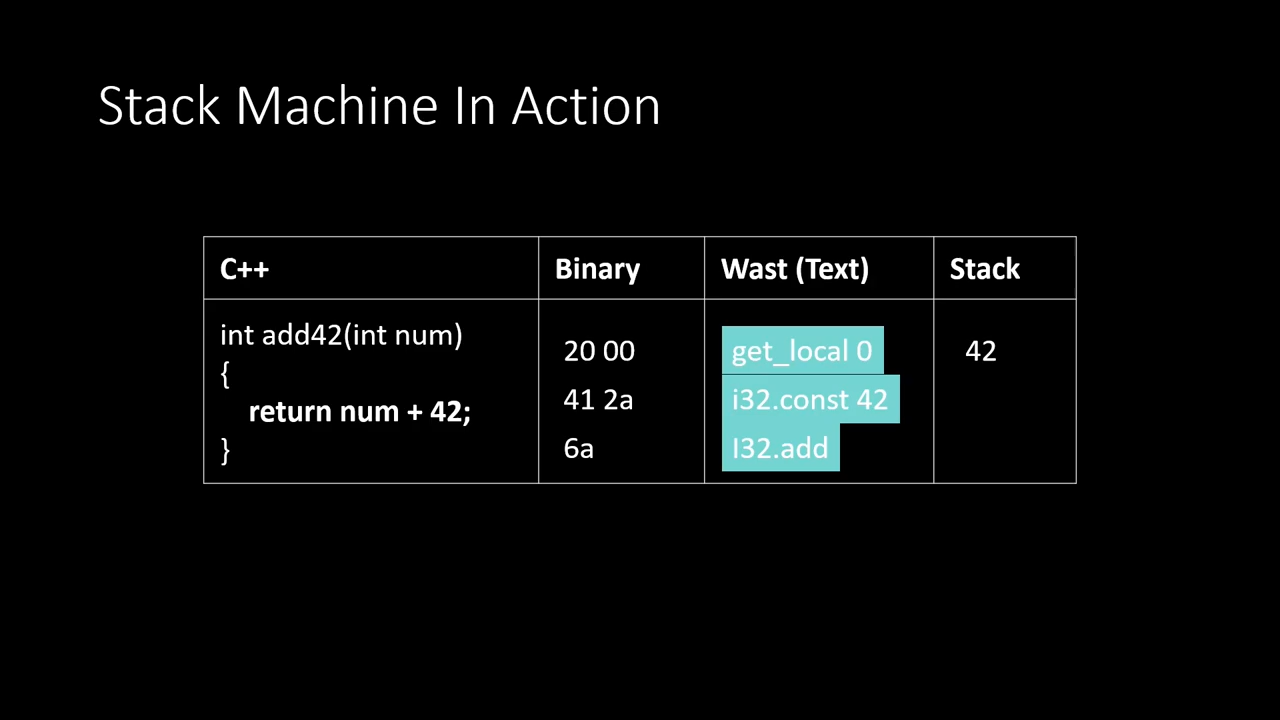 Stack Machine In Action
C++
Binary
Wast (Text)
Stack
int add42(int num)
{
return num + 42;
}
20 00
41 2a
6a
get_local 0
i32.const 42
I32.add
42